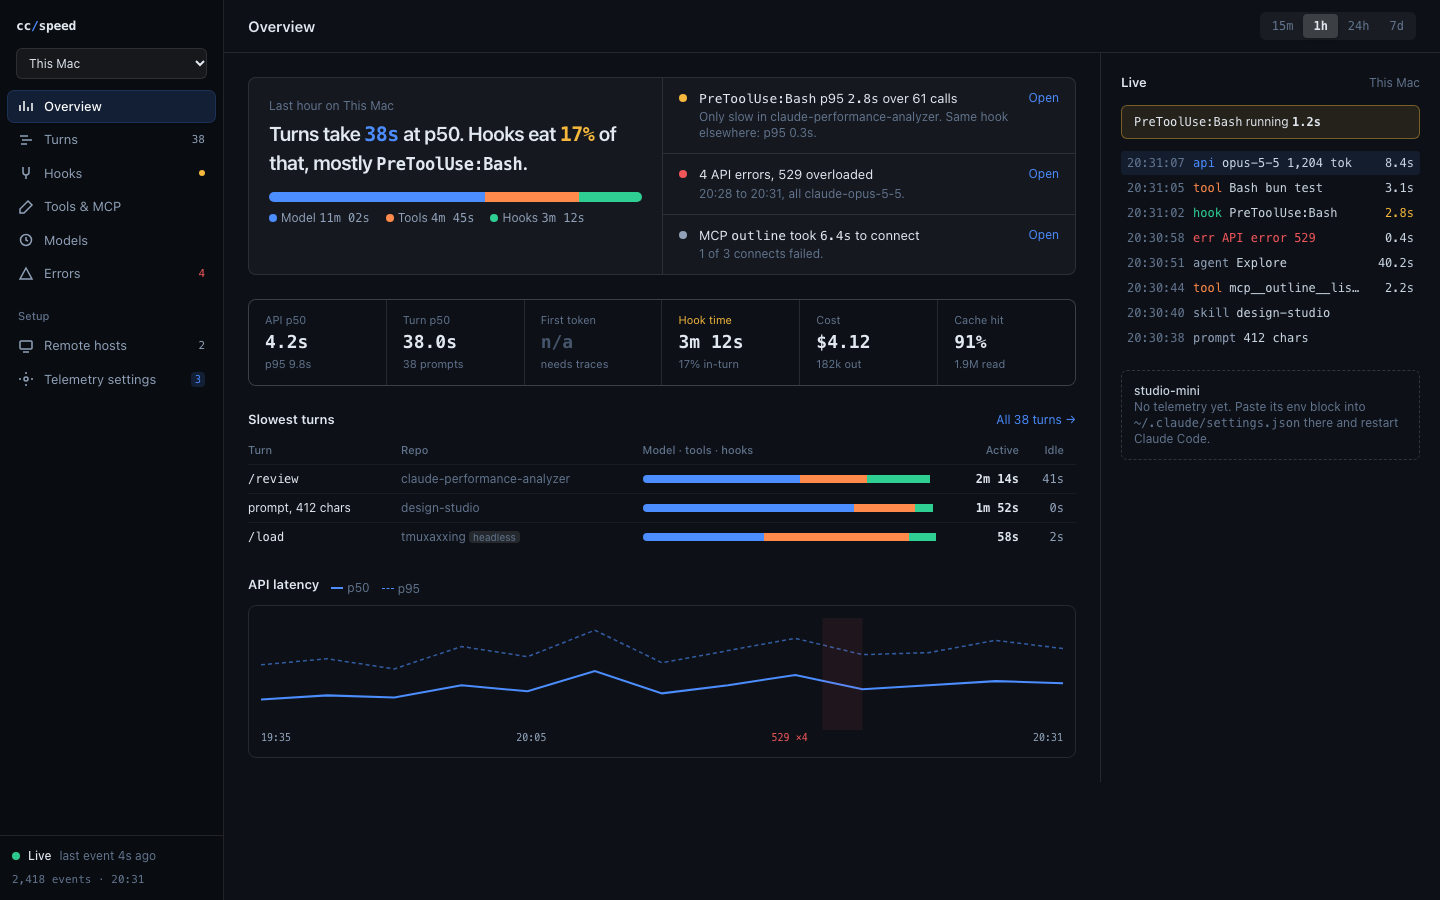 cc/speed
This Mac
Overview
Turns 38
Hooks
Tools & MCP
Models
Errors 4
Setup
Remote hosts 2
Telemetry settings 3
Live last event 4s ago
2,418 events · 20:31
Overview
15m 1h 24h 7d
Last hour on This Mac
Turns take 38s at p50. Hooks eat 17% of
that, mostly PreToolUse:Bash.
Model 11m 02s Tools 4m 45s Hooks 3m 12s
PreToolUse:Bash p95 2.8s over 61 calls Open
Only slow in claude-performance-analyzer. Same hook
elsewhere: p95 0.3s.
4 API errors, 529 overloaded Open
20:28 to 20:31, all claude-opus-5-5.
MCP outline took 6.4s to connect Open
1 of 3 connects failed.
API p50
4.2s
p95 9.8s
Turn p50
38.0s
38 prompts
First token
n/a
needs traces
Hook time
3m 12s
17% in-turn
Cost
$4.12
182k out
Cache hit
91%
1.9M read
Slowest turns All 38 turns →
Turn Repo Model · tools · hooks Active Idle
/review claude-performance-analyzer 2m 14s 41s
prompt, 412 chars design-studio 1m 52s 0s
/load tmuxaxxing headless 58s 2s
API latency p50 p95
19:35 20:05 529 ×4 20:31
Live This Mac
PreToolUse:Bash running 1.2s
20:31:07 api opus-5-5 1,204 tok 8.4s
20:31:05 tool Bash bun test 3.1s
20:31:02 hook PreToolUse:Bash 2.8s
20:30:58 err API error 529 0.4s
20:30:51 agent Explore 40.2s
20:30:44 tool mcp__outline__lis… 2.2s
20:30:40 skill design-studio
20:30:38 prompt 412 chars
studio-mini
No telemetry yet. Paste its env block into
~/.claude/settings.json there and restart
Claude Code.